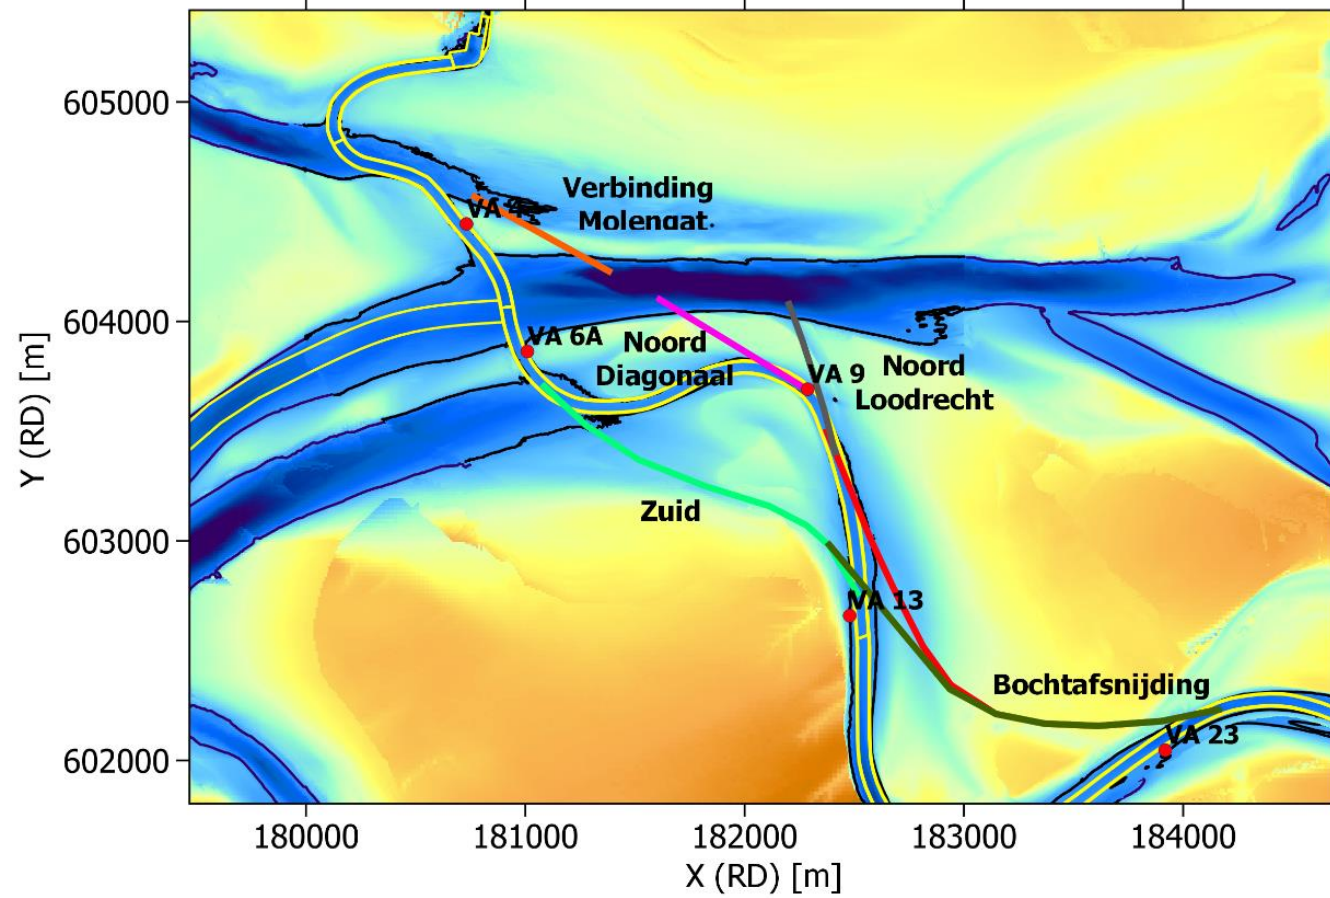 605000
604000
603000
602000
Y (RD) [m]
Verbinding
Molengat.
VA 4
VA 6A
Noord
Diagonaal
VA 9
Noord
Loodrecht
Zuid
VA 13
Bochtafsnijding
VA 23
180000
181000
182000
183000
184000
X (RD) [m]